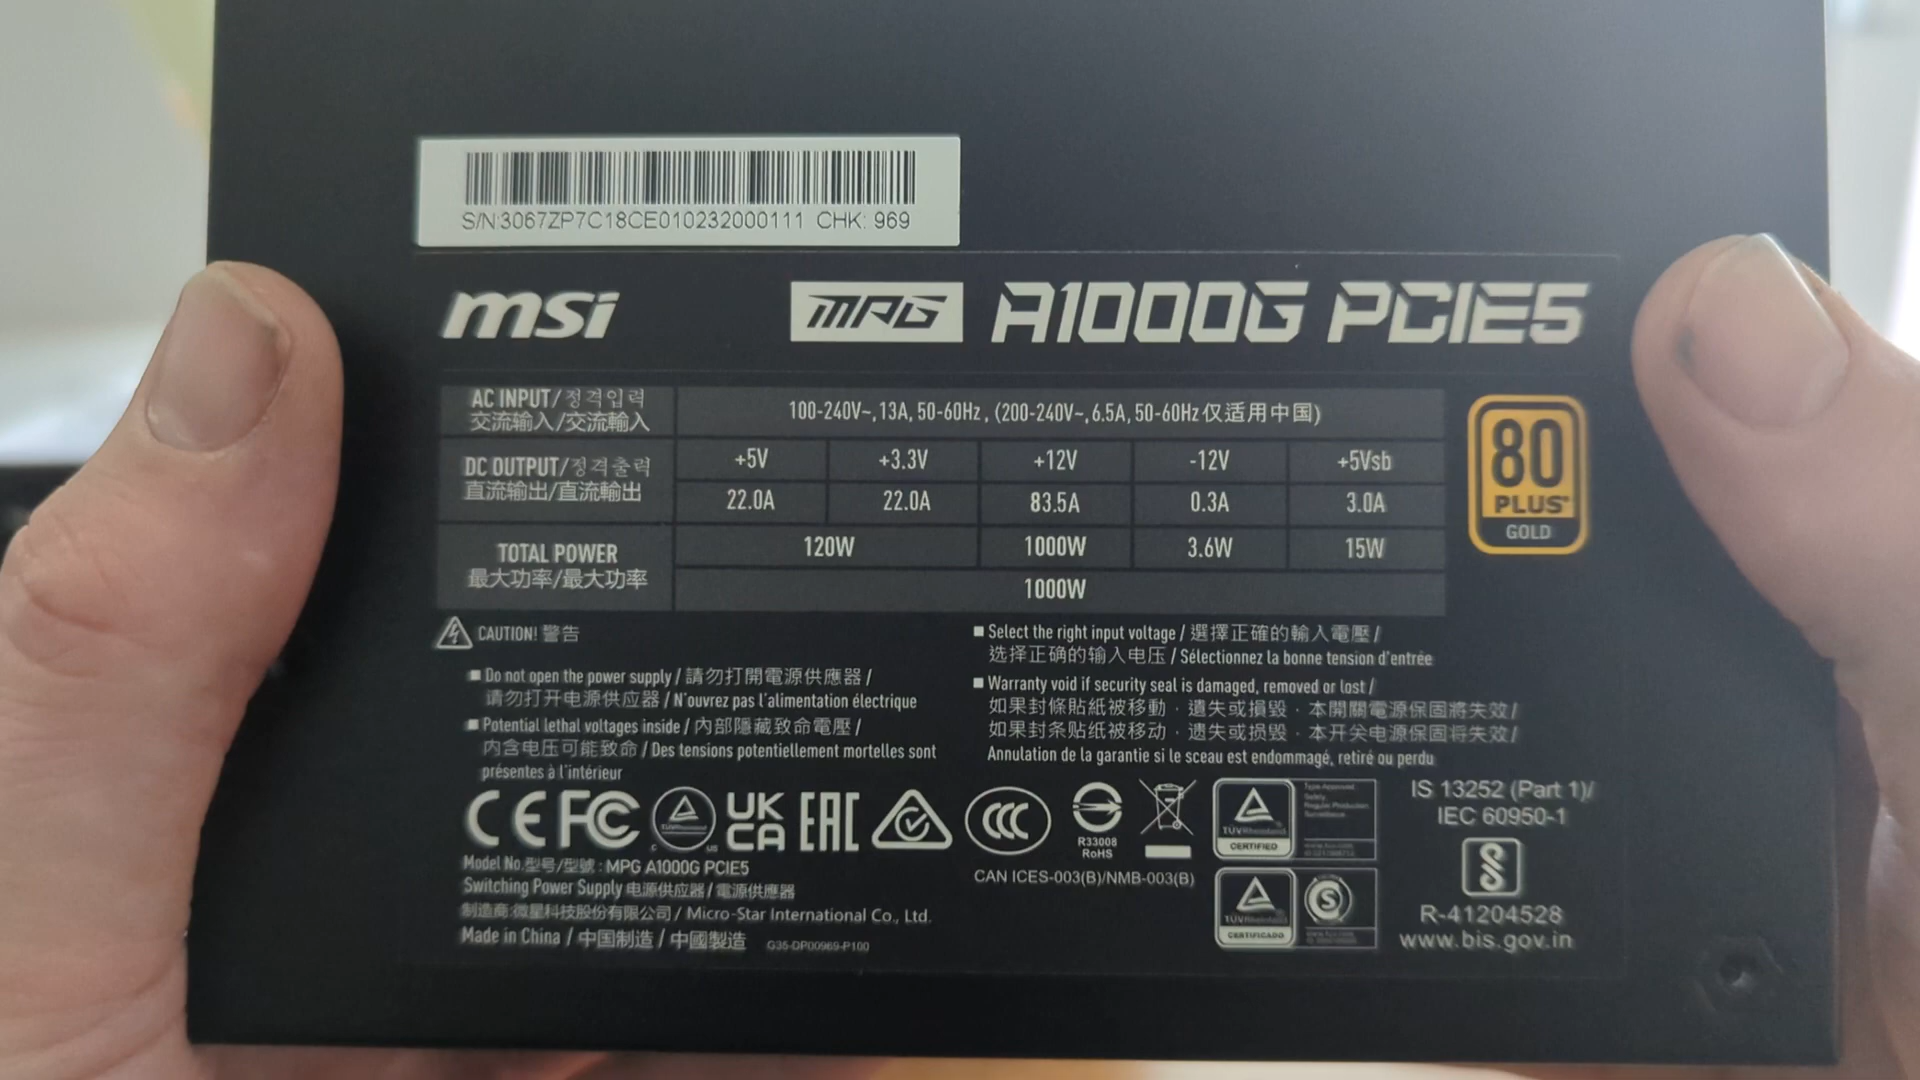 S/N:3067ZP7C18CE010232000111 CHK: 969
msi MPG A1000G PCIE5
AC INPUT/정격입력
交流输入/交流輸入
100-240V~, 13A, 50-60Hz, (200-240V~, 6.5A, 50-60Hz仅适用中国)
DC OUTPUT/정격출력
直流输出/直流輸出
+5V +3.3V +12V -12V +5Vsb
22.0A 22.0A 83.5A 0.3A 3.0A
TOTAL POWER
最大功率/最大功率
120W 1000W 3.6W 15W
1000W
80
PLUS
GOLD
CAUTION! 警告
Do not open the power supply / 請勿打開電源供應器 /
请勿打开电源供应器 / N'ouvrez pas l'alimentation électrique
Potential lethal voltages inside / 內部隱藏致命電壓 /
内含电压可能致命 / Des tensions potentiellement mortelles sont
présentes à l'intérieur
Select the right input voltage / 選擇正確的輸入電壓 /
选择正确的输入电压 / Sélectionnez la bonne tension d'entrée
Warranty void if security seal is damaged, removed or lost /
如果封條貼紙被移動，遺失或損毀，本開關電源保固將失效/
如果封条贴纸被移动，遗失或损毁，本开关电源保固将失效/
Annulation de la garantie si le sceau est endommagé, retiré ou perdu
CE FC UK CA EAC CCC
R33008
RoHS
TÜVRheinland
CERTIFIED
Type Approved
Safety
Regular Production
Surveillance
CAN ICES-003(B)/NMB-003(B)
TÜVRheinland
CERTIFICADO
S
IS 13252 (Part 1)/
IEC 60950-1
R-41204528
www.bis.gov.in
Model No.型号/型號 : MPG A1000G PCIE5
Switching Power Supply 电源供应器 / 電源供應器
制造商:微星科技股份有限公司 / Micro-Star International Co., Ltd.
Made in China / 中国制造 / 中國製造 G35-DP00969-P100